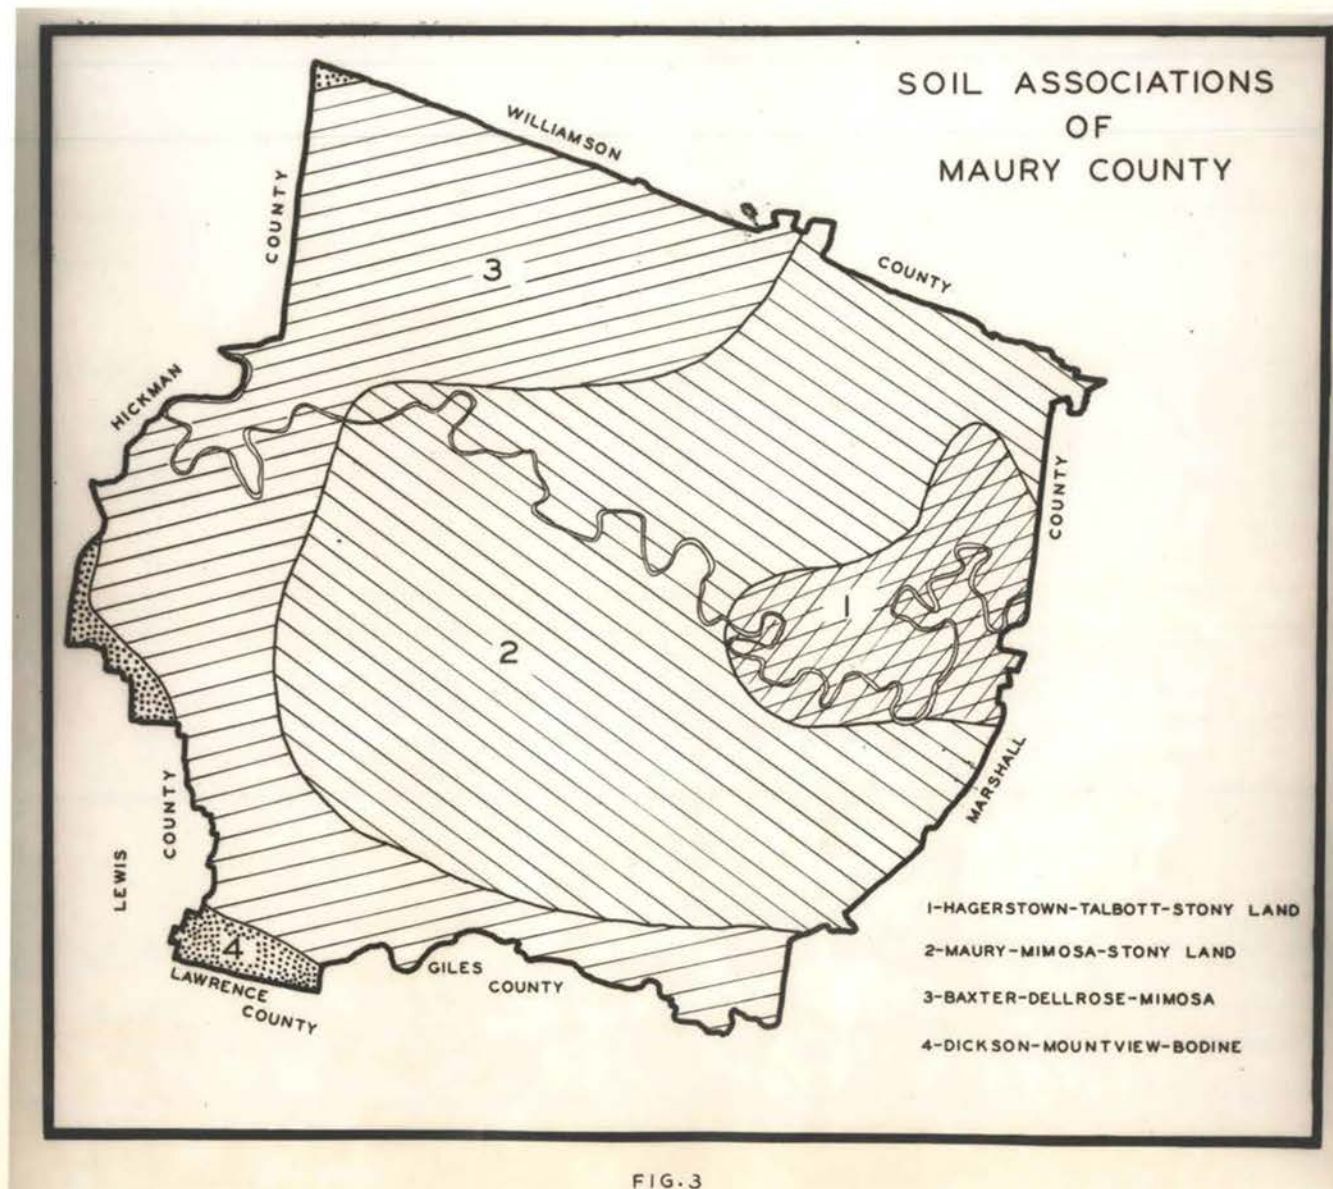 SOIL ASSOCIATIONS
OF
MAURY COUNTY
WILLIAMSON
COUNTY
COUNTY
HICKMAN
3
COUNTY
1
2
MARSHALL
COUNTY
LEWIS
4
LAWRENCE
COUNTY
GILES
COUNTY
1-HAGERSTOWN-TALBOTT-STONY LAND
2-MAURY-MIMOSA-STONY LAND
3-BAXTER-DELLROSE-MIMOSA
4-DICKSON-MOUNTVIEW-BODINE
FIG.3